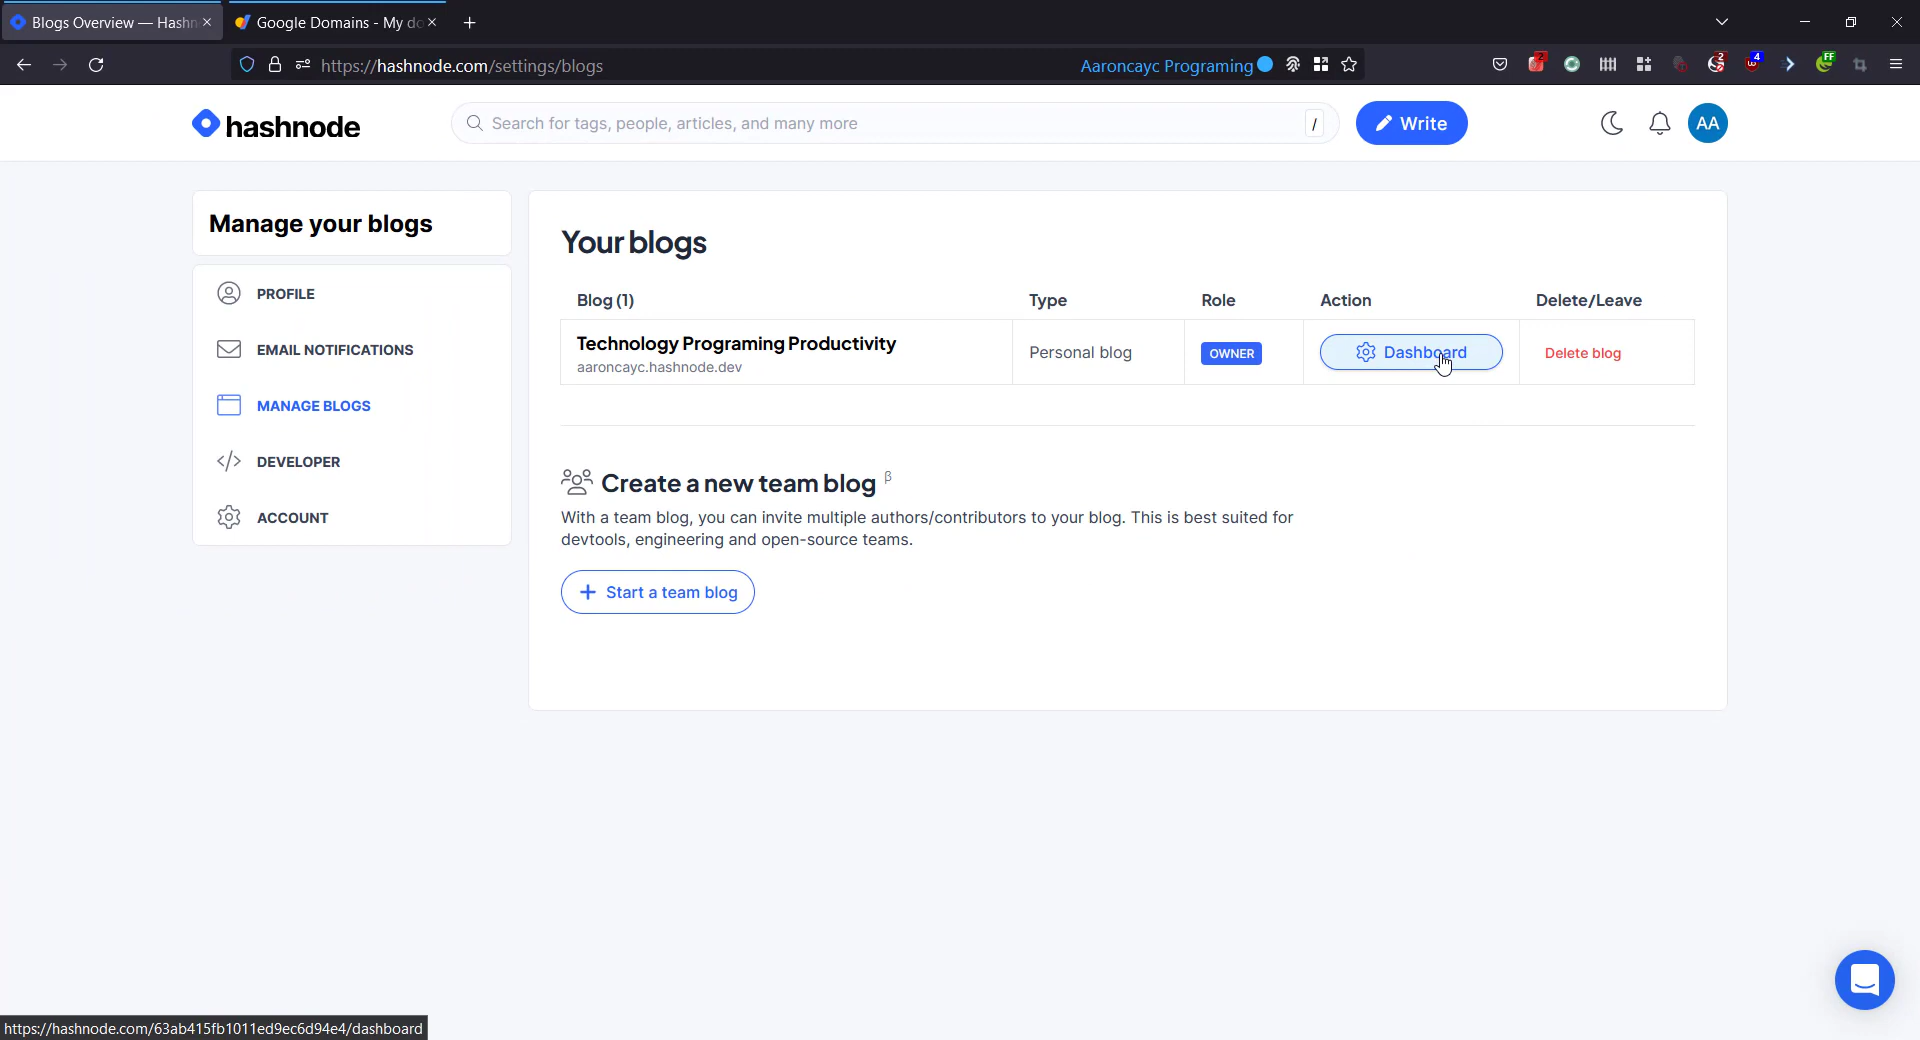 Blogs Overview — Hashn
Google Domains - My do
https://hashnode.com/settings/blogs
Aaroncayc Programing
2
2
4
FF
hashnode
Search for tags, people, articles, and many more
/
Write
AA
Manage your blogs
PROFILE
EMAIL NOTIFICATIONS
MANAGE BLOGS
DEVELOPER
ACCOUNT
Your blogs
Blog (1)
Type
Role
Action
Delete/Leave
Technology Programing Productivity
aaroncayc.hashnode.dev
Personal blog
OWNER
Dashboard
Delete blog
Create a new team blog β
With a team blog, you can invite multiple authors/contributors to your blog. This is best suited for
devtools, engineering and open-source teams.
Start a team blog
https://hashnode.com/63ab415fb1011ed9ec6d94e4/dashboard